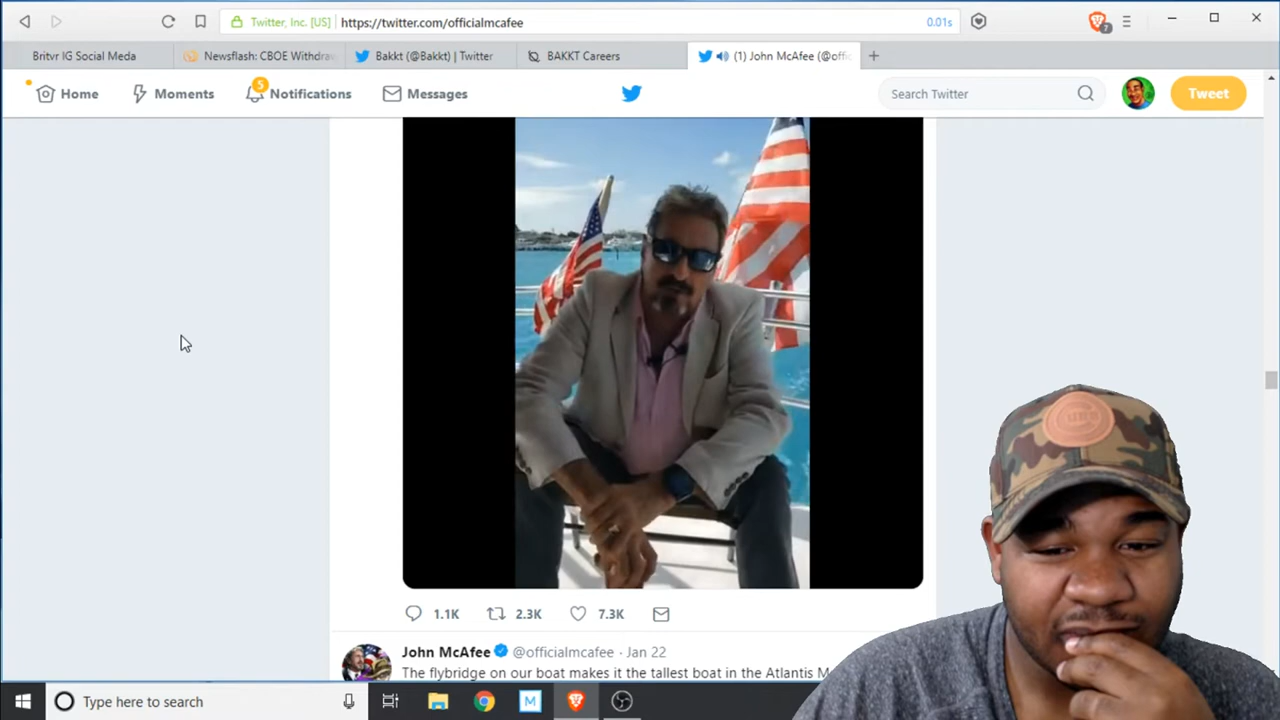 Twitter, Inc. [US] https://twitter.com/officialmcafee 0.01s
7
Britvr IG Social Meda
Newsflash: CBOE Withdraw
Bakkt (@Bakkt) | Twitter
BAKKT Careers
(1) John McAfee (@offic
Home
Moments
5
Notifications
Messages
Search Twitter
Tweet
1.1K 2.3K 7.3K
John McAfee @officialmcafee · Jan 22
The flybridge on our boat makes it the tallest boat in the Atlantis M
Type here to search
M